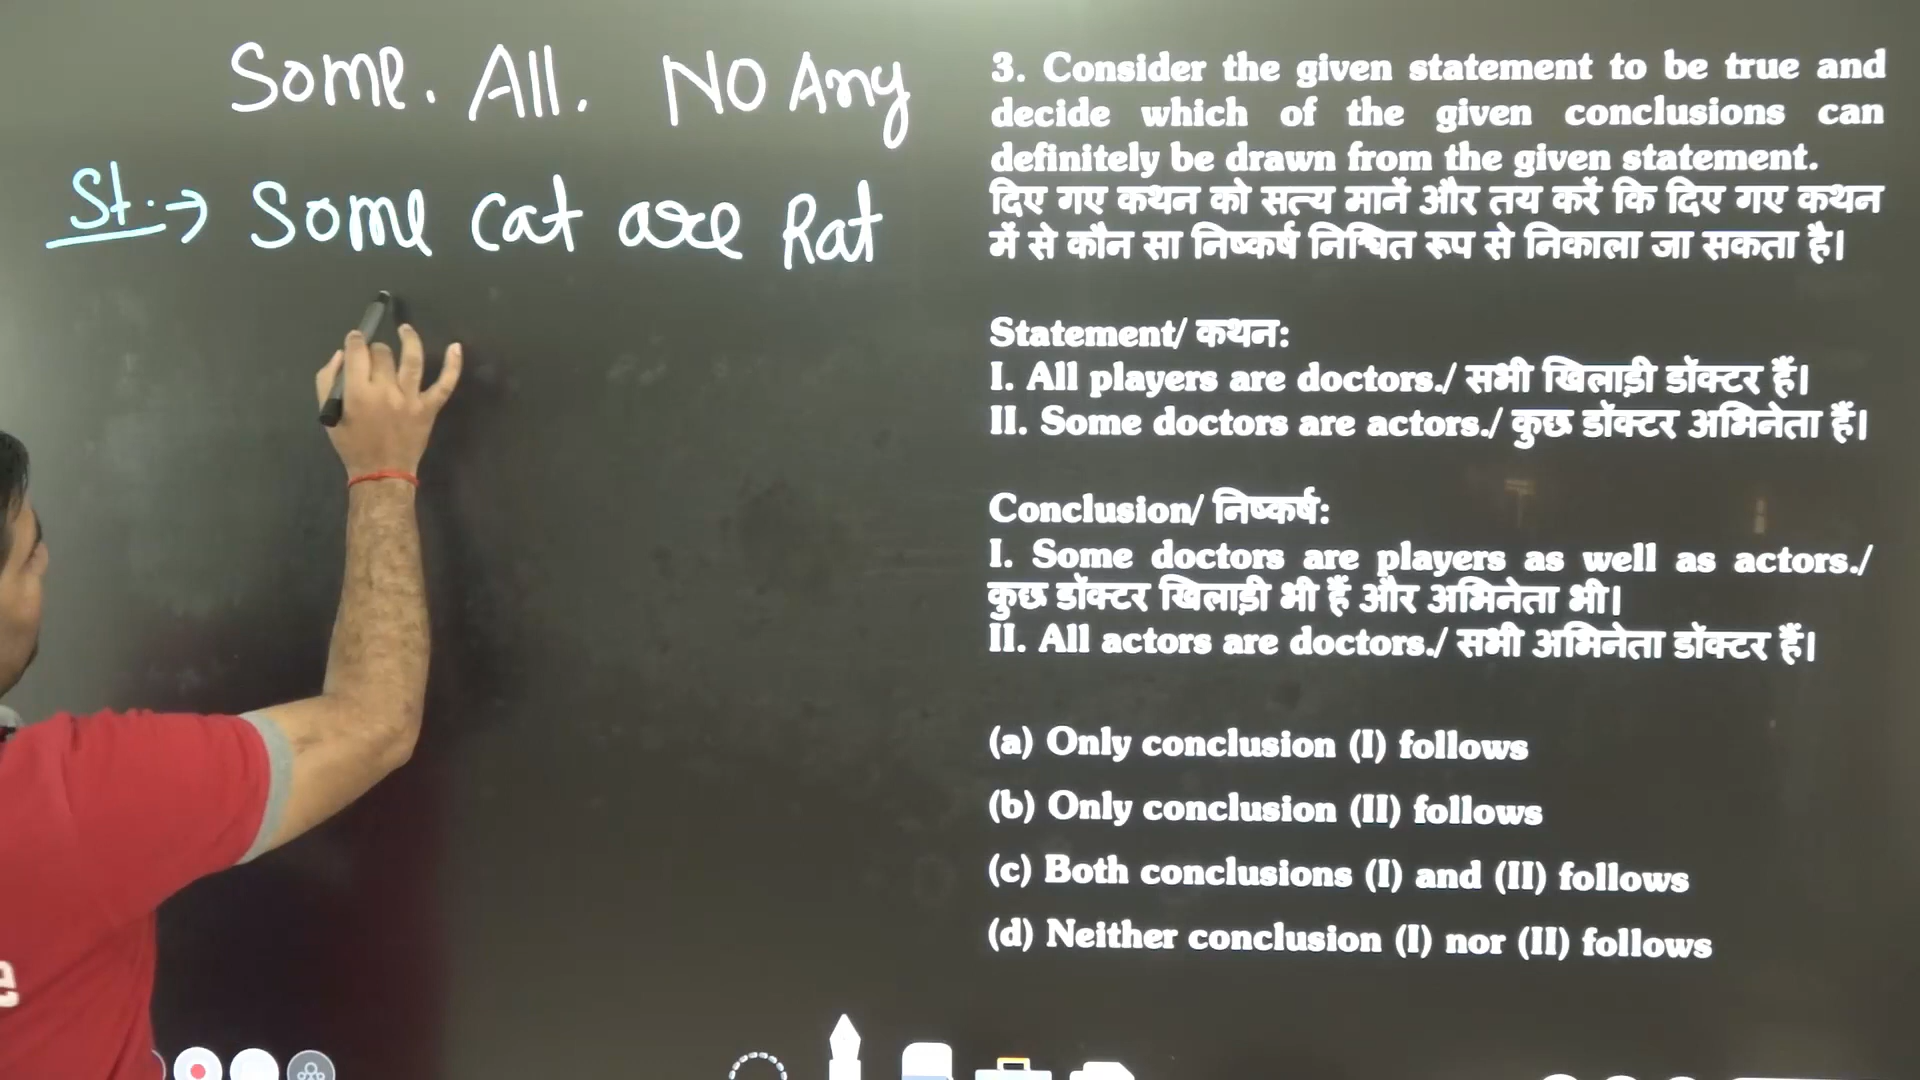 Some. All. No Any
St. → Some cat are Rat
3. Consider the given statement to be true and
decide which of the given conclusions can
definitely be drawn from the given statement.
दिए गए कथन को सत्य मानें और तय करें कि दिए गए कथन
में से कौन सा निष्कर्ष निश्चित रूप से निकाला जा सकता है।
Statement/ कथन:
I. All players are doctors./ सभी खिलाड़ी डॉक्टर हैं।
II. Some doctors are actors./ कुछ डॉक्टर अभिनेता हैं।
Conclusion/ निष्कर्ष:
I. Some doctors are players as well as actors./
कुछ डॉक्टर खिलाड़ी भी हैं और अभिनेता भी।
II. All actors are doctors./ सभी अभिनेता डॉक्टर हैं।
(a) Only conclusion (I) follows
(b) Only conclusion (II) follows
(c) Both conclusions (I) and (II) follows
(d) Neither conclusion (I) nor (II) follows
e